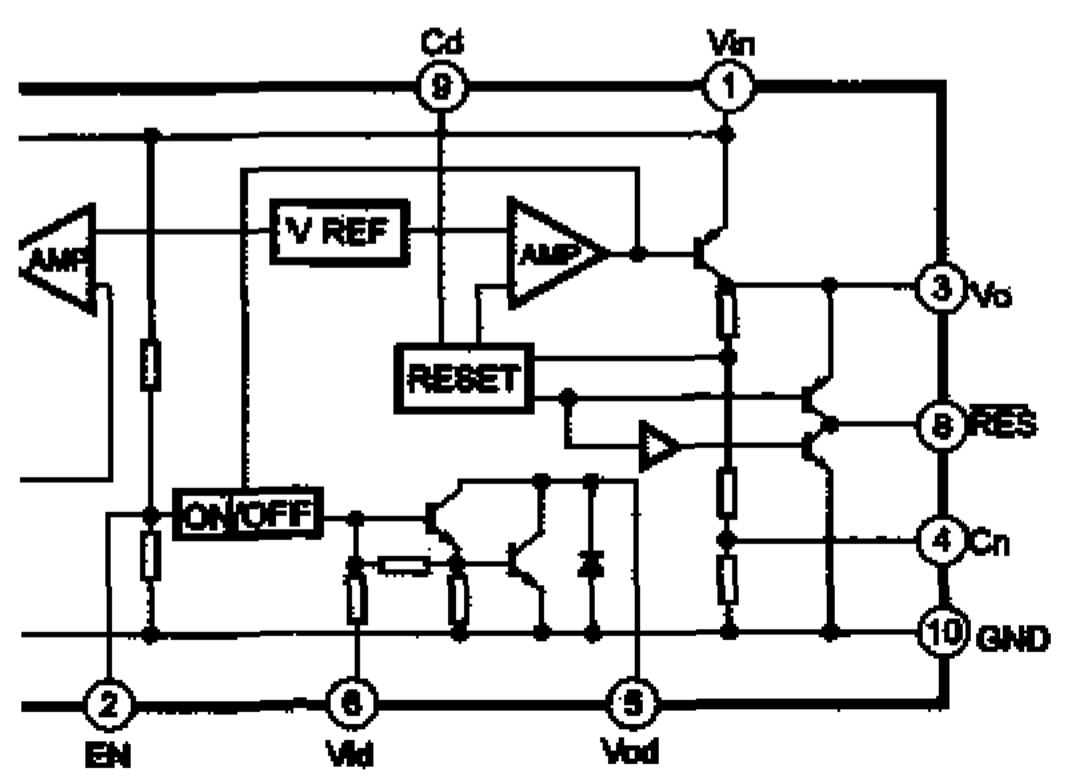 Cd
Vin
9
1
AMP
V REF
AMP
3
Vo
RESET
8
RES
ON/OFF
4
Cn
10
GND
2
6
5
EN
Vid
Vod